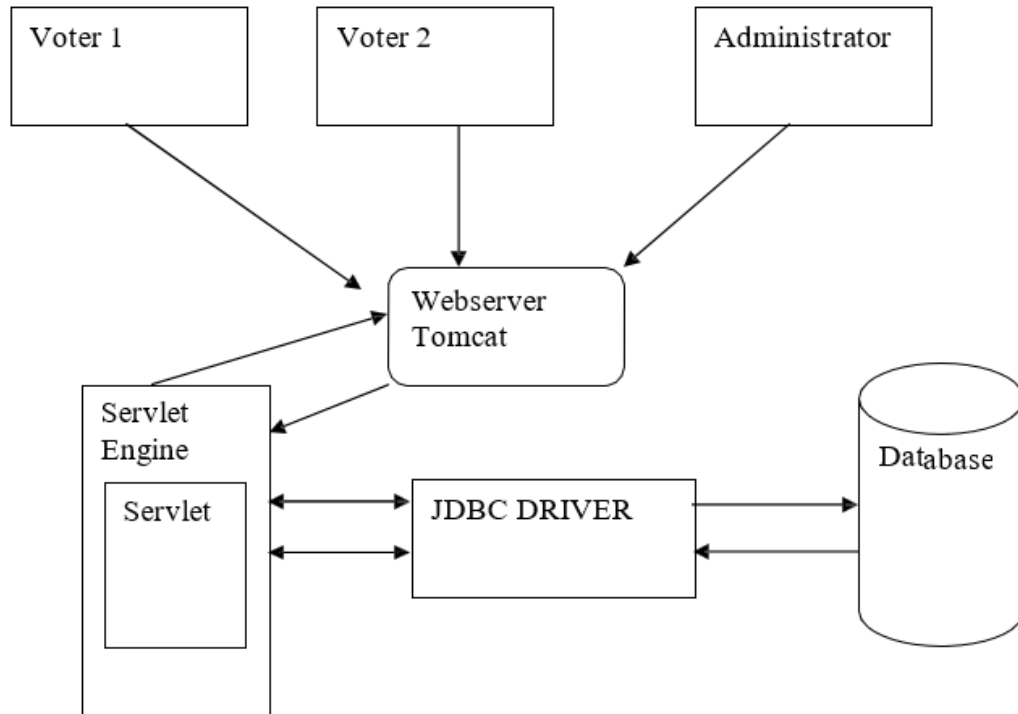 Voter 1
Voter 2
Administrator
Webserver
Tomcat
Servlet
Engine
Servlet
JDBC DRIVER
Database